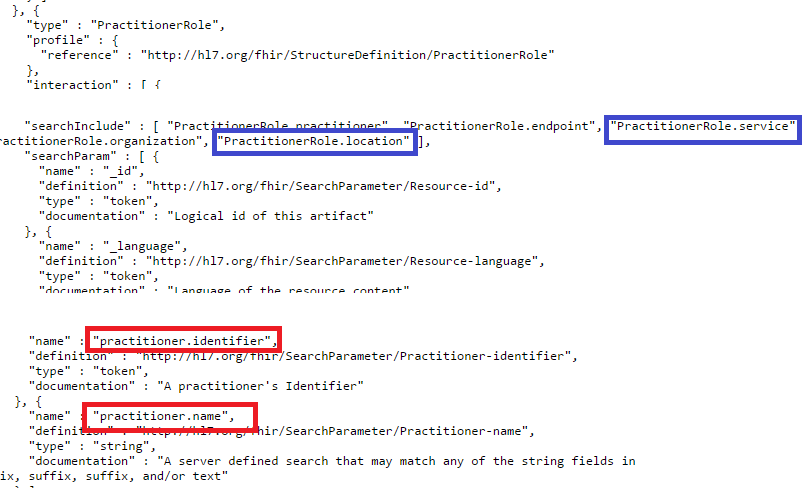 }, {
"type" : "PractitionerRole",
"profile" : {
"reference" : "http://hl7.org/fhir/StructureDefinition/PractitionerRole"
},
"interaction" : [ {
"searchInclude" : [ "PractitionerRole.practitioner", "PractitionerRole.endpoint", "PractitionerRole.service"
ractitionerRole.organization", "PractitionerRole.location" ],
"searchParam" : [ {
"name" : "_id",
"definition" : "http://hl7.org/fhir/SearchParameter/Resource-id",
"type" : "token",
"documentation" : "Logical id of this artifact"
}, {
"name" : "_language",
"definition" : "http://hl7.org/fhir/SearchParameter/Resource-language",
"type" : "token",
"documentation" : "Language of the resource content"
"name" : "practitioner.identifier",
"definition" : "http://hl7.org/fhir/SearchParameter/Practitioner-identifier",
"type" : "token",
"documentation" : "A practitioner's Identifier"
}, {
"name" : "practitioner.name",
"definition" : "http://hl7.org/fhir/SearchParameter/Practitioner-name",
"type" : "string",
"documentation" : "A server defined search that may match any of the string fields in
ix, suffix, suffix, and/or text"